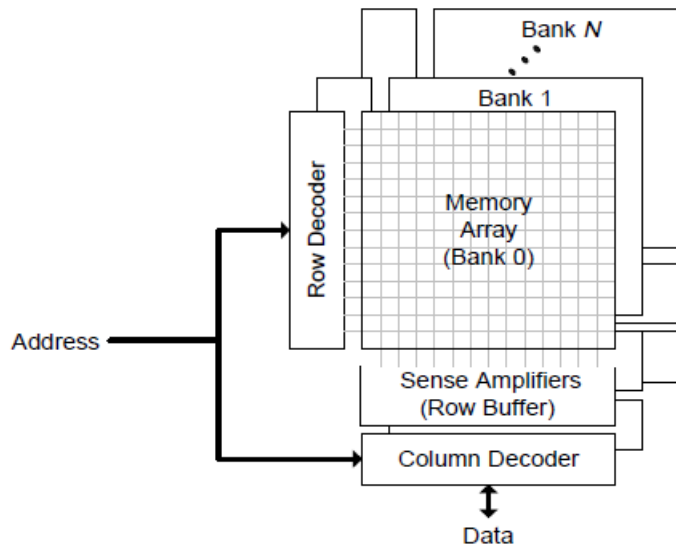 Bank N
Bank 1
Row Decoder
Memory
Array
(Bank 0)
Address
Sense Amplifiers
(Row Buffer)
Column Decoder
Data